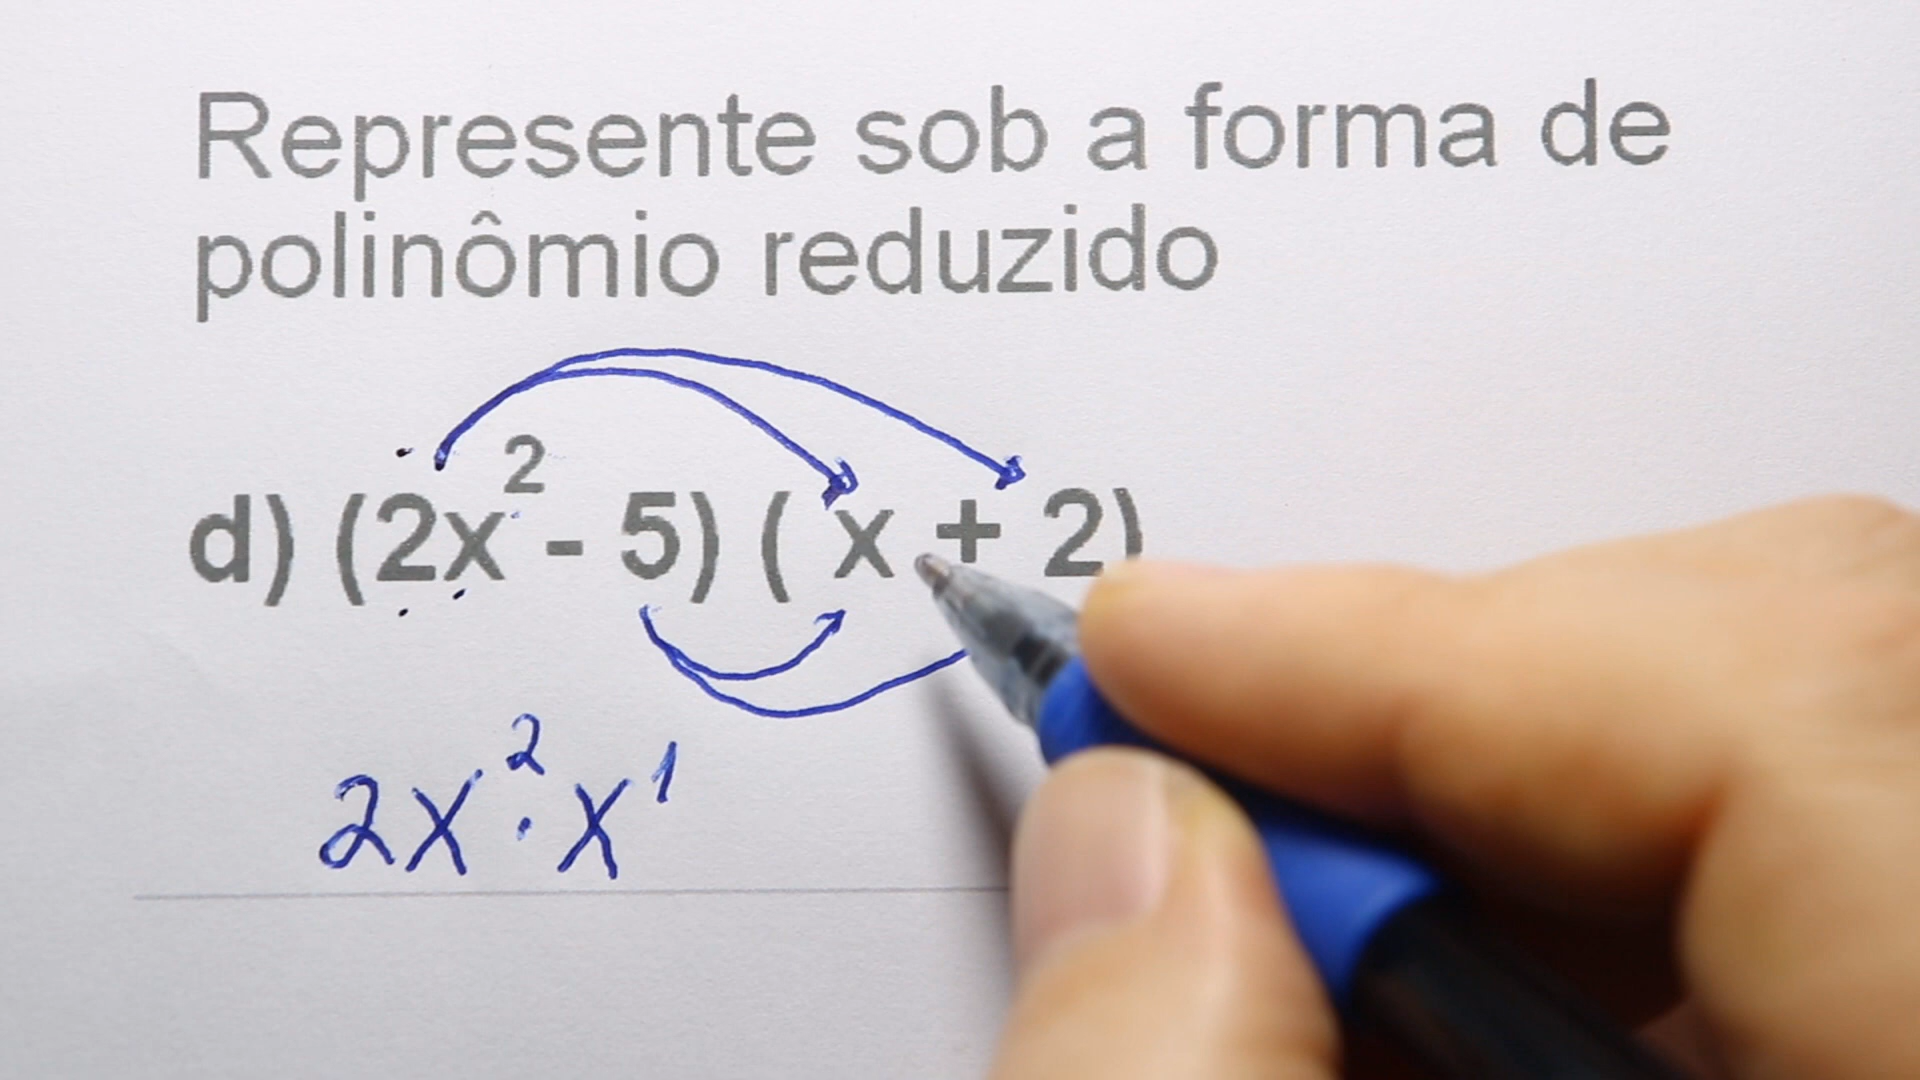 Represente sob a forma de
polinômio reduzido
d) (2x² - 5) ( x + 2)
2x² · x¹